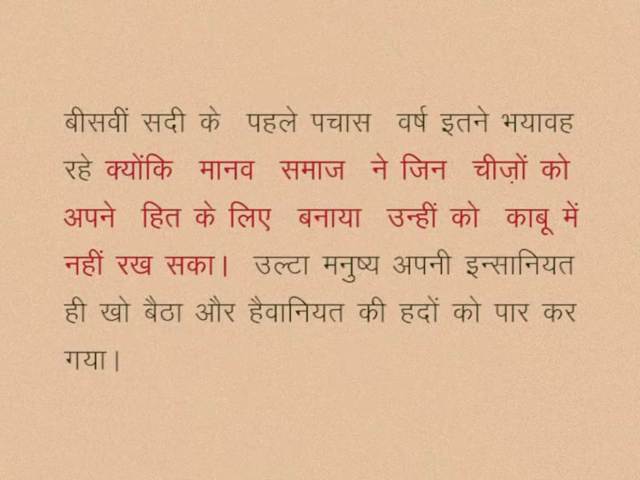 बीसवीं सदी के पहले पचास वर्ष इतने भयावह
रहे क्योंकि मानव समाज ने जिन चीज़ों को
अपने हित के लिए बनाया उन्हीं को काबू में
नहीं रख सका। उल्टा मनुष्य अपनी इन्सानियत
ही खो बैठा और हैवानियत की हदों को पार कर
गया।